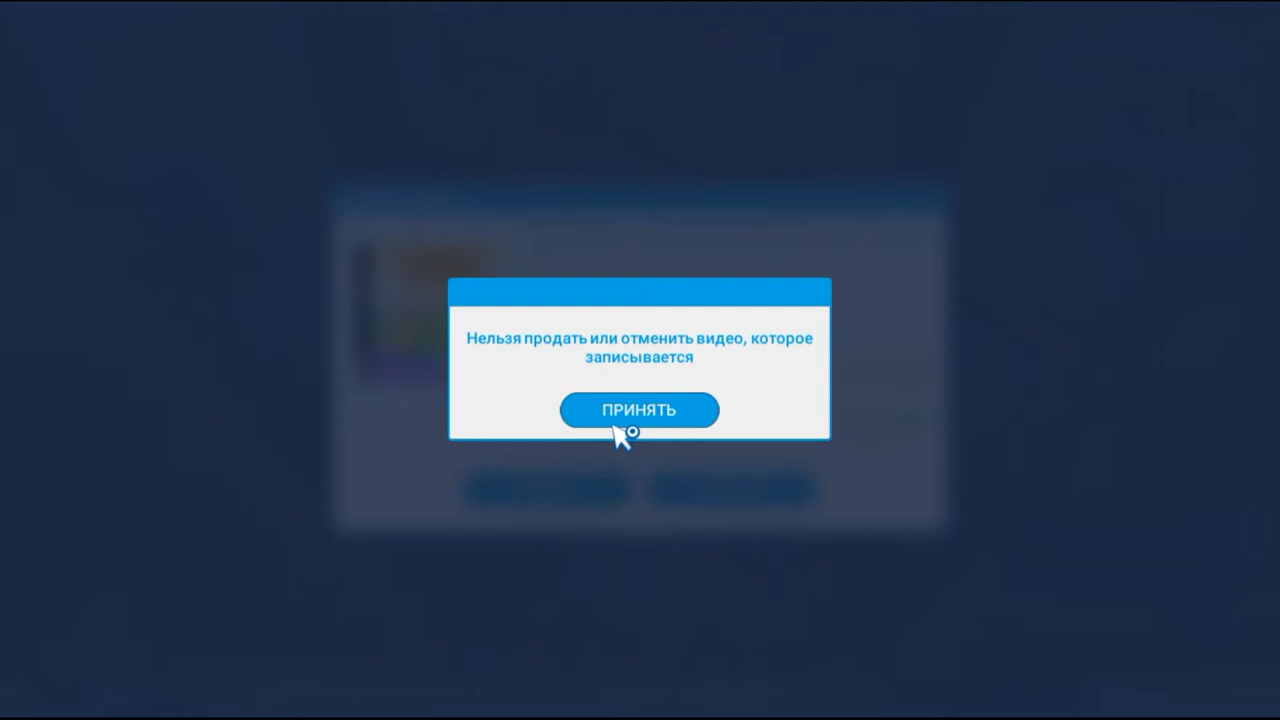 Нельзя продать или отменить видео, которое
записывается
ПРИНЯТЬ